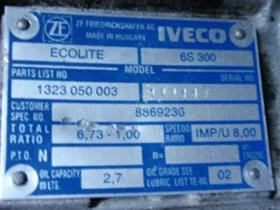 ZF FRIEDRICHSHAFEN AG
MADE IN HUNGARY IVECO
ECOLITE 6S 300
PARTS LIST NO MODEL SERIAL NO
1323 050 003
CUSTOMER SPEC. NO. 8869236
TOTAL RATIO 6,73 - 1,00 SPEEDO RATIO IMP/U 8,00
P.T.O. N n= ENGINE
OIL CAPACITY IN LTS. 2,7 OIL GRADE SEE LUBRIC. LIST TE-ML 02